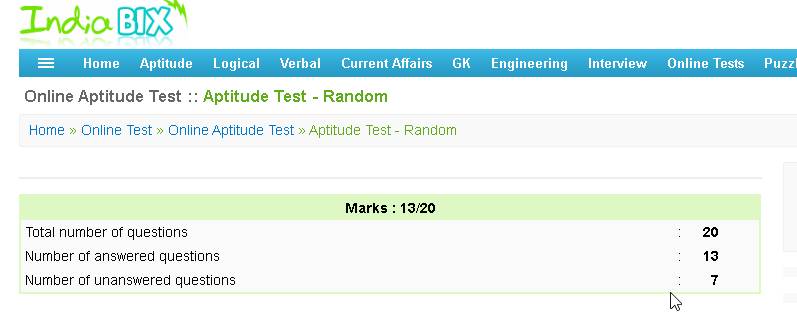 India BIX
Home Aptitude Logical Verbal Current Affairs GK Engineering Interview Online Tests
Online Aptitude Test :: Aptitude Test - Random
Home » Online Test » Online Aptitude Test » Aptitude Test - Random
Marks : 13/20
Total number of questions : 20
Number of answered questions : 13
Number of unanswered questions : 7